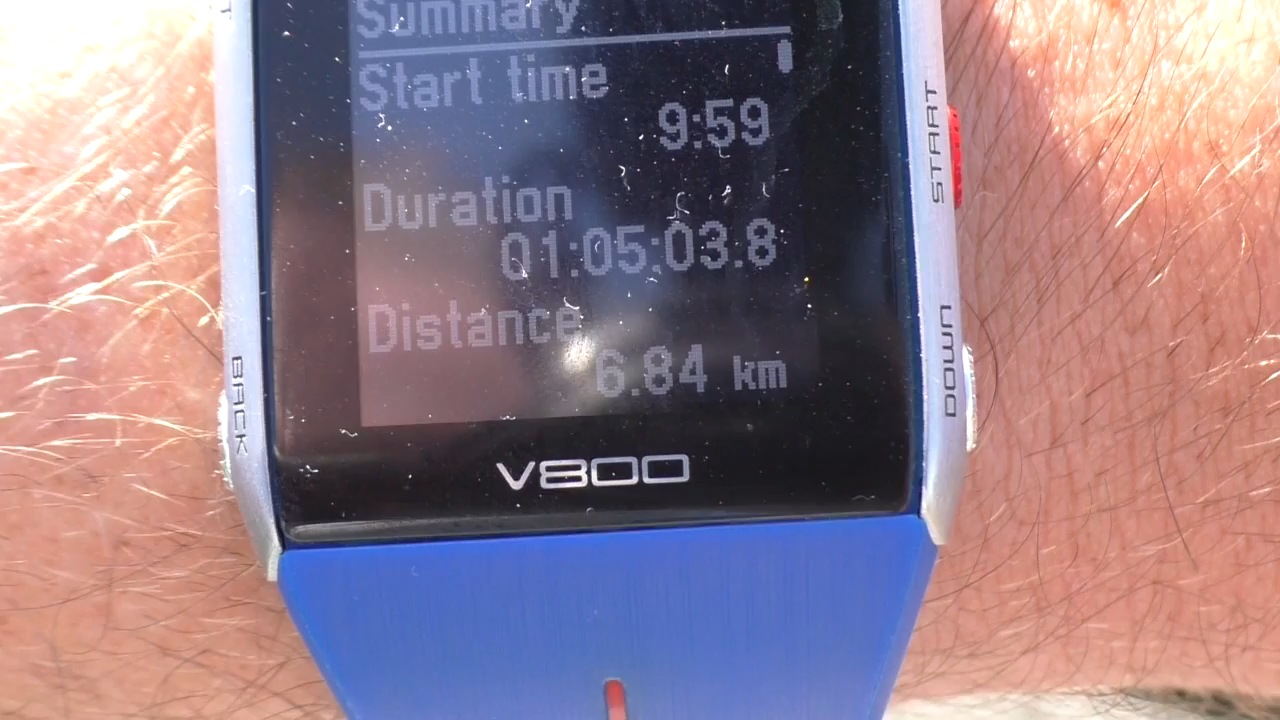 Summary
Start time
9:59
Duration
01:05:03.8
Distance
6.84 km
V800
START
DOWN
BACK